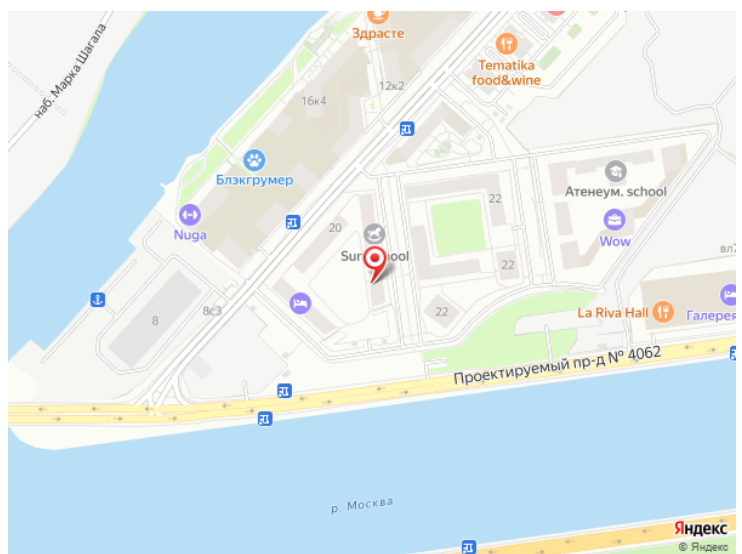 Здрасте
Tematika
food&wine
12к2
16к4
наб. Марка Шагала
Блэкгрумер
Атенеум. school
22
20
Nuga
Wow
22
вл7
8с3
8
22
La Riva Hall
Галерея
Проектируемый пр-д № 4062
р. Москва
Яндекс
© Яндекс